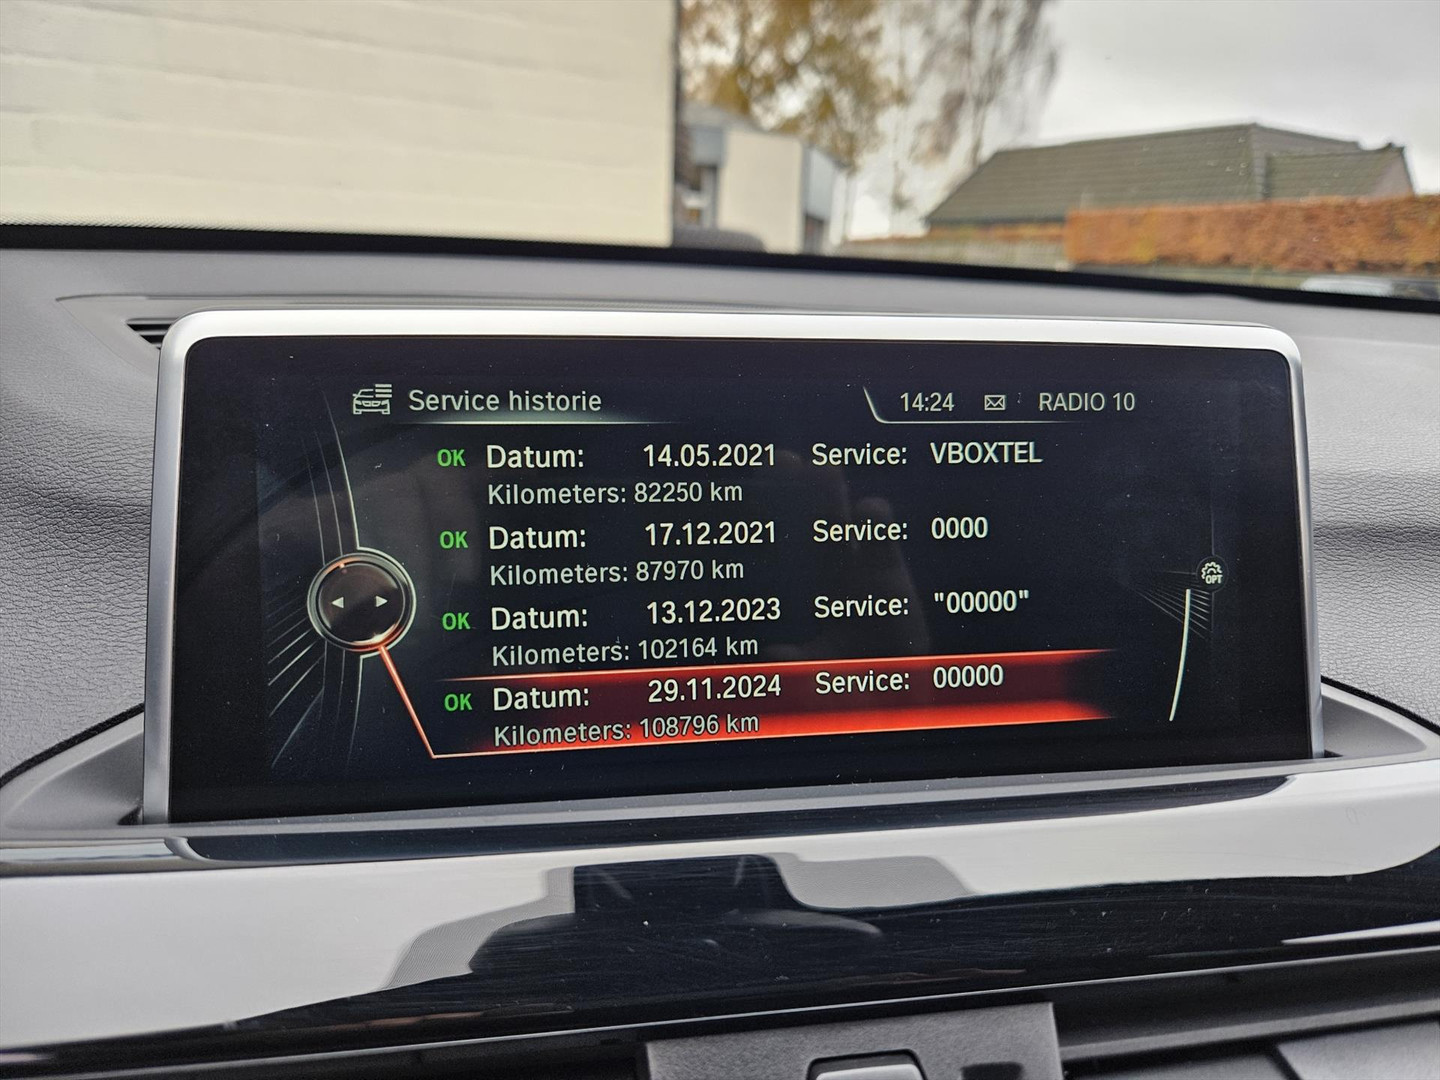 Service historie 14:24 RADIO 10
OK Datum: 14.05.2021 Service: VBOXTEL
Kilometers: 82250 km
OK Datum: 17.12.2021 Service: 0000
Kilometers: 87970 km
OK Datum: 13.12.2023 Service: "00000"
Kilometers: 102164 km
OK Datum: 29.11.2024 Service: 00000
Kilometers: 108796 km
OPT